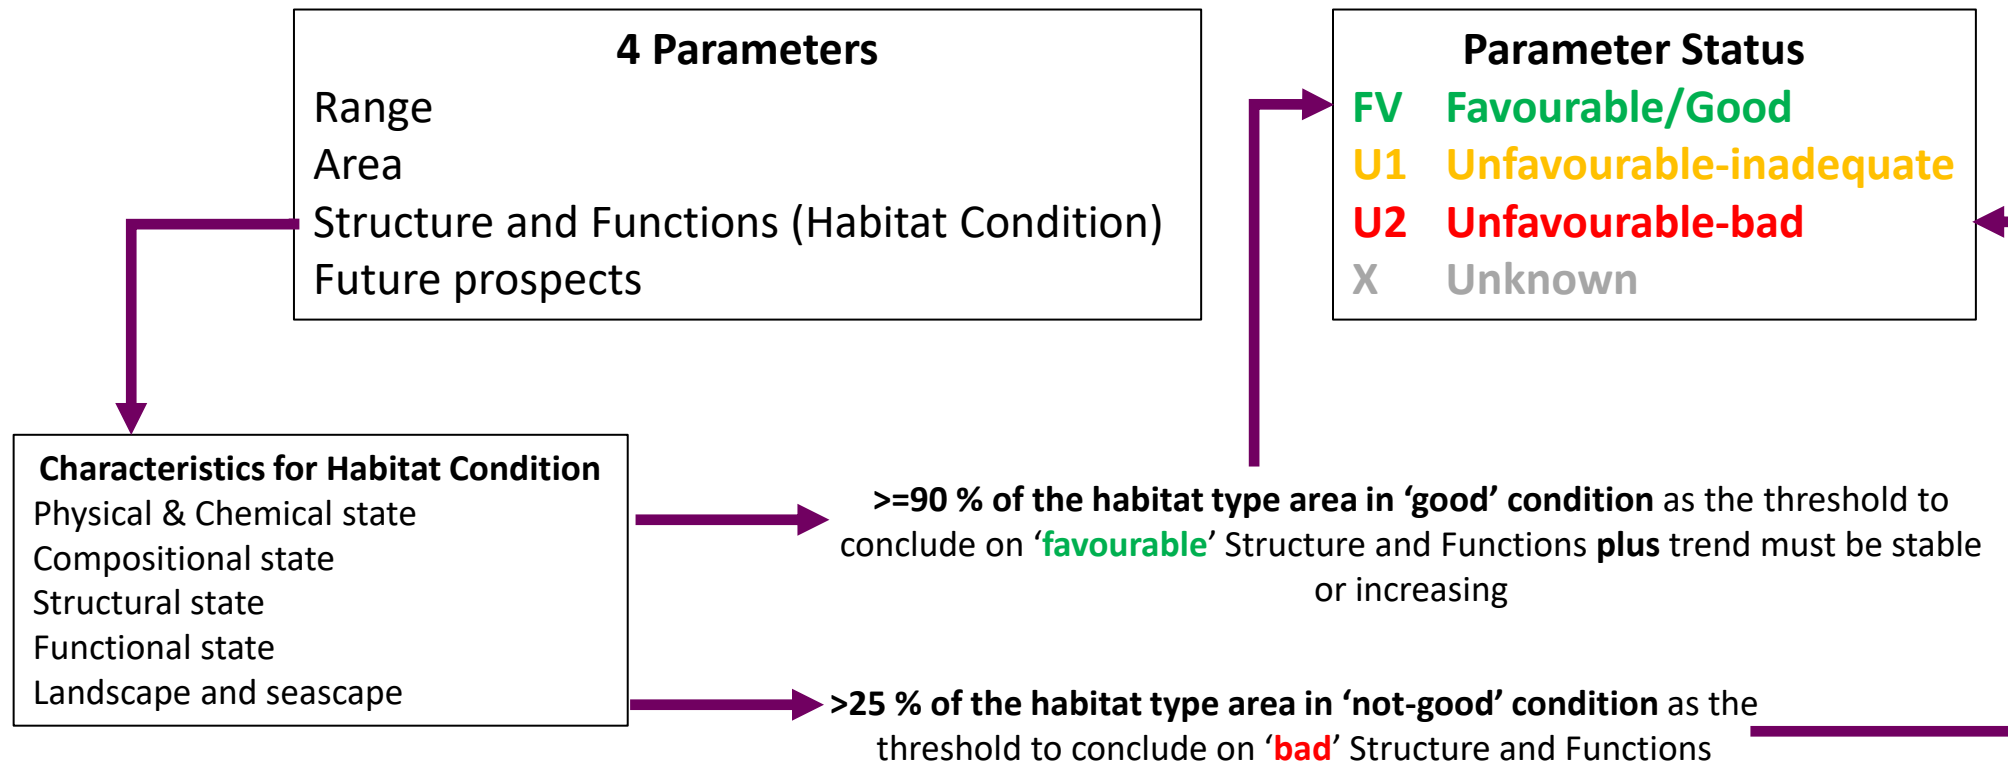 4 Parameters
Range
Area
Structure and Functions (Habitat Condition)
Future prospects
Parameter Status
FV Favourable/Good
U1 Unfavourable-inadequate
U2 Unfavourable-bad
X Unknown
Characteristics for Habitat Condition
Physical & Chemical state
Compositional state
Structural state
Functional state
Landscape and seascape
>=90 % of the habitat type area in ‘good’ condition as the threshold to
conclude on ‘favourable’ Structure and Functions plus trend must be stable
or increasing
>25 % of the habitat type area in ‘not-good’ condition as the
threshold to conclude on ‘bad’ Structure and Functions